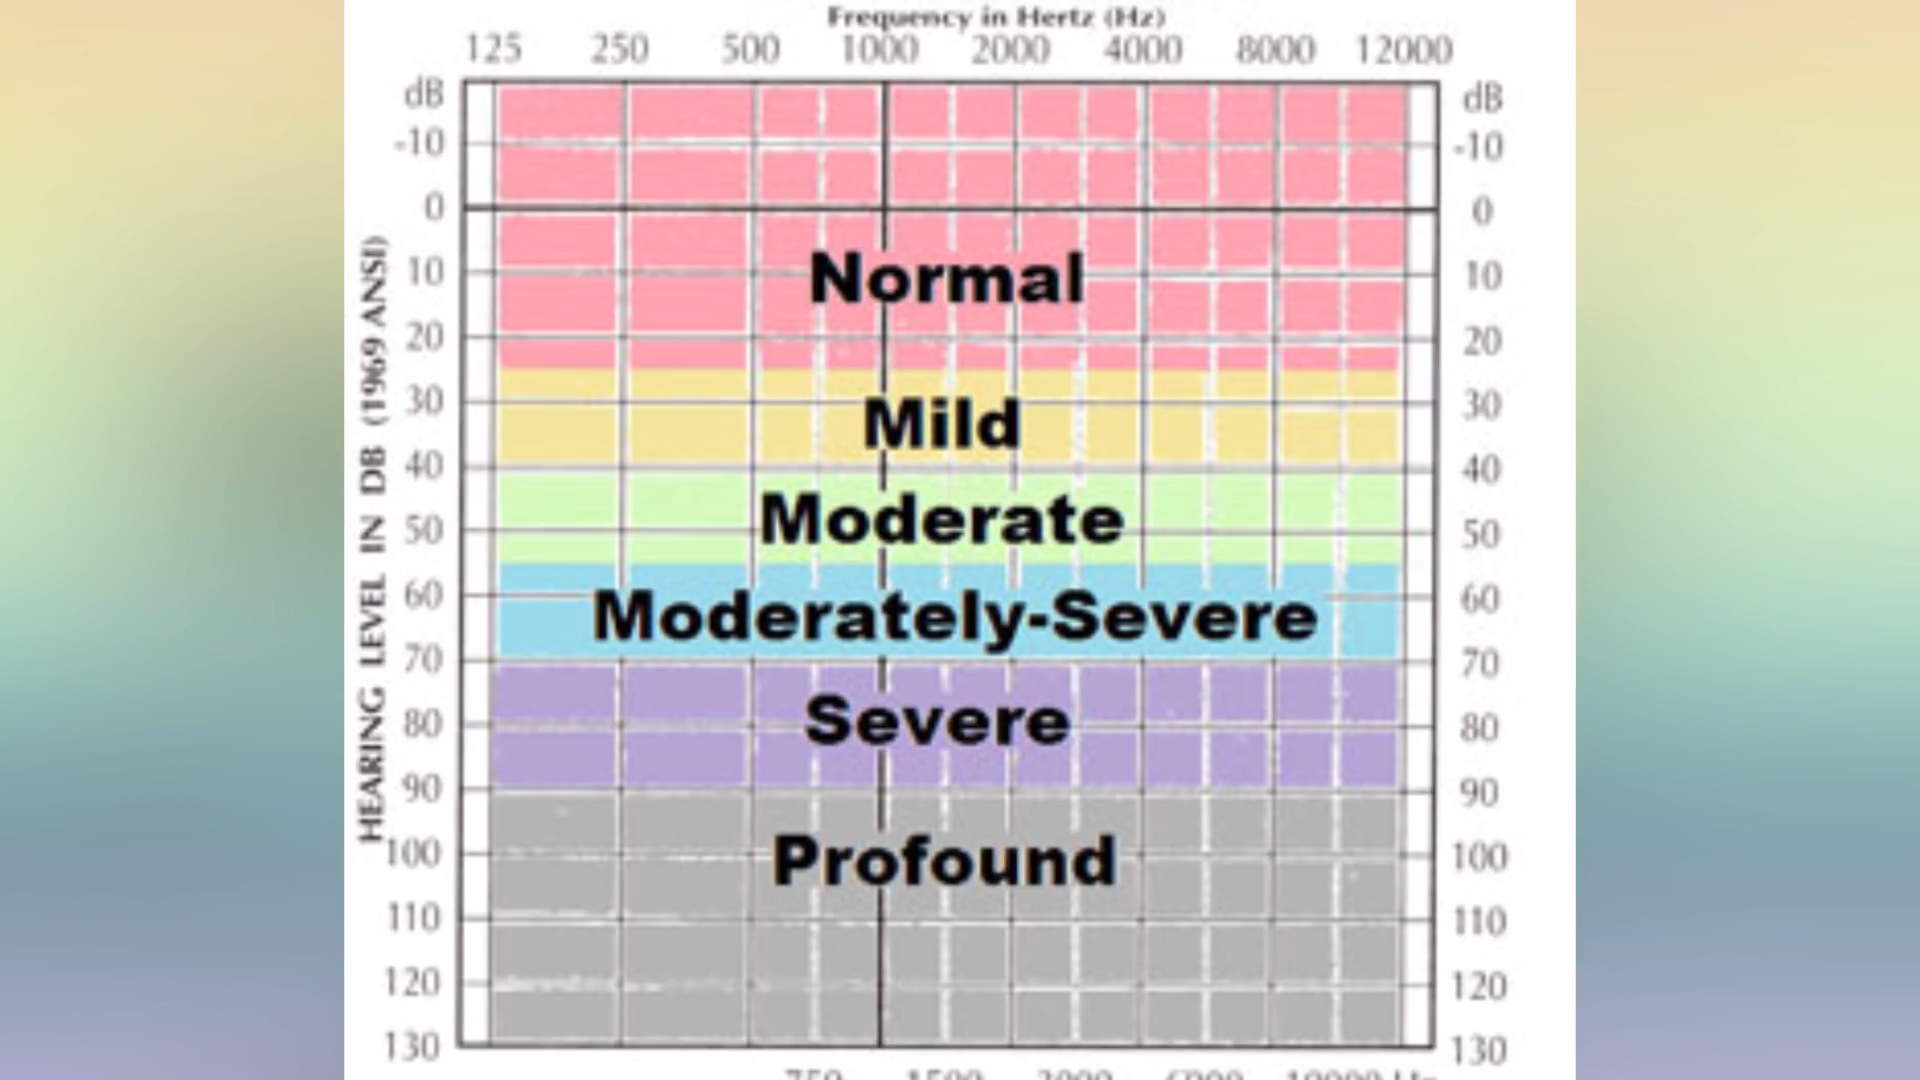 Frequency in Hertz (Hz)
125 250 500 1000 2000 4000 8000 12000
dB dB
-10 -10
0 0
HEARING LEVEL IN DB (1969 ANSI)
10 Normal 10
20 20
30 Mild 30
40 40
50 Moderate 50
60 Moderately-Severe 60
70 70
80 Severe 80
90 90
100 Profound 100
110 110
120 120
130 130